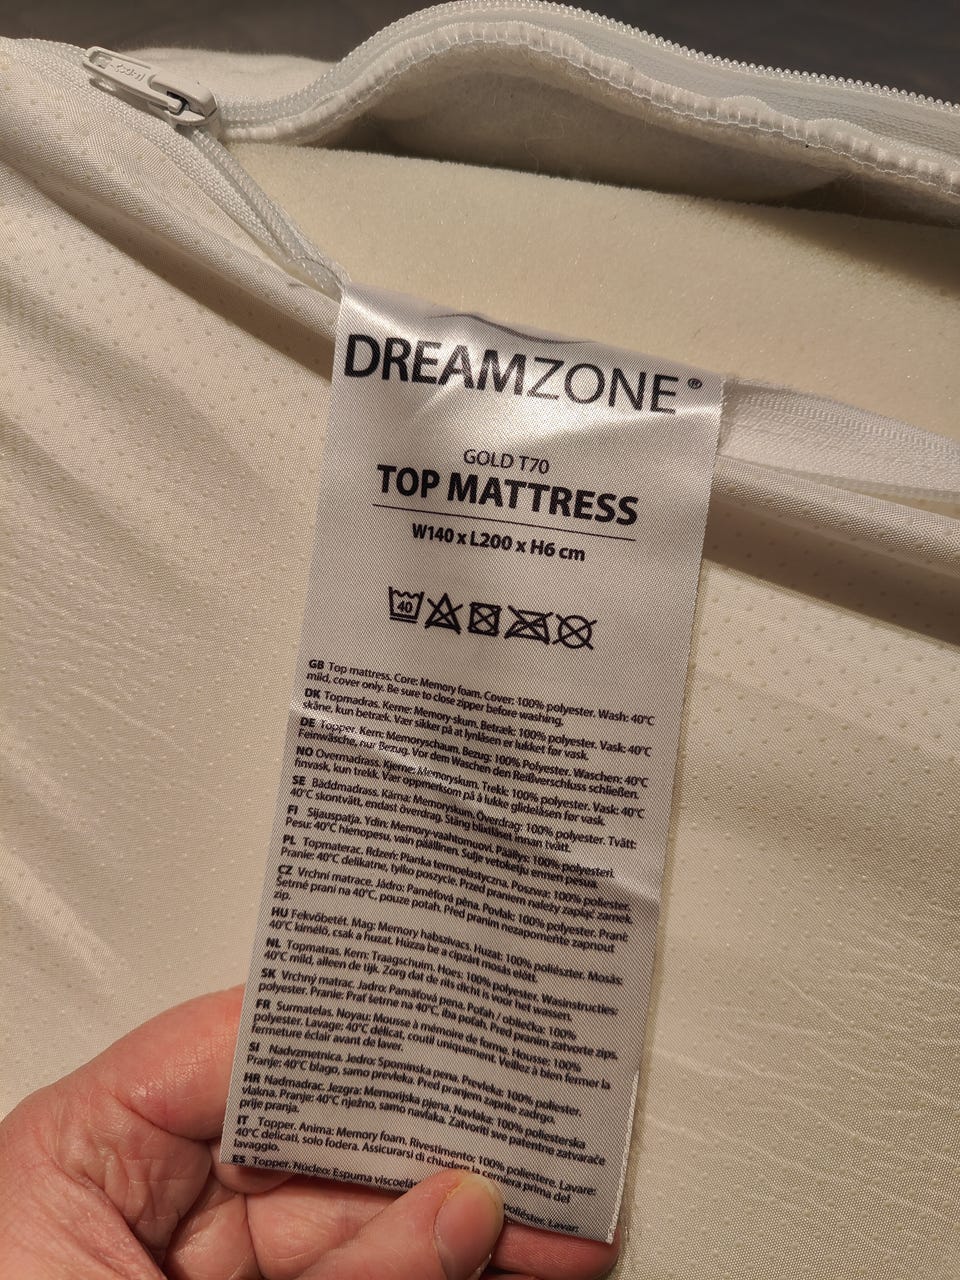 DREAMZONE®
GOLD T70
TOP MATTRESS
W140 x L200 x H6 cm
40
GB Top mattress. Core: Memory foam. Cover: 100% polyester. Wash: 40°C
mild, cover only. Be sure to close zipper before washing.
DK Topmadras. Kerne: Memory-skum. Betræk: 100% polyester. Vask: 40°C
skåne, kun betræk. Vær sikker på at lynlåsen er lukket før vask.
DE Topper. Kern: Memoryschaum. Bezug: 100% Polyester. Waschen: 40°C
Feinwäsche, nur Bezug. Vor dem Waschen den Reißverschluss schließen.
NO Overmadrass. Kjerne: Memoryskum. Trekk: 100% polyester. Vask: 40°C
finvask, kun trekk. Vær oppmerksom på å lukke glidelåsen før vask.
SE Bäddmadrass. Kärna: Memoryskum. Överdrag: 100% polyester. Tvätt:
40°C skontvätt, endast överdrag. Stäng blixtlåset innan tvätt.
FI Sijauspatja. Ydin: Memory-vaahtomuovi. Päällys: 100% polyesteri.
Pesu: 40°C hienopesu, vain päällinen. Sulje vetoketju ennen pesua.
PL Topmaterac. Rdzeń: Pianka termoelastyczna. Poszwa: 100% poliester.
Pranie: 40°C delikatne, tylko poszycie. Przed praniem należy zapiąć zamek.
CZ Vrchní matrace. Jádro: Paměťová pěna. Povlak: 100% polyester. Praní:
Šetrné praní na 40°C, pouze potah. Před praním nezapomeňte zapnout
zip.
HU Fekvőbetét. Mag: Memory habszivacs. Huzat: 100% poliészter. Mosás:
40°C kímélő, csak a huzat. Húzza be a cipzárt mosás előtt.
NL Topmatras. Kern: Traagschuim. Hoes: 100% polyester. Wasinstructies:
40°C mild, alleen de tijk. Zorg dat de rits dicht is voor het wassen.
SK Vrchný matrac. Jadro: Pamäťová pena. Poťah / obliečka: 100%
polyester. Pranie: Prať šetrne na 40°C, iba poťah. Pred praním zatvorte zips.
FR Surmatelas. Noyau: Mousse à mémoire de forme. Housse: 100%
polyester. Lavage: 40°C délicat, coutil uniquement. Veillez à bien fermer la
fermeture éclair avant de laver.
SI Nadvzmetnica. Jedro: Spominska pena. Prevleka: 100% poliester.
Pranje: 40°C blago, samo prevleka. Pred pranjem zaprite zadrgo.
HR Nadmadrac. Jezgra: Memorijska pjena. Navlaka: 100% poliesterska
vlakna. Pranje: 40°C nježno, samo navlaka. Zatvoriti sve patentne zatvarače
prije pranja.
IT Topper. Anima: Memory foam. Rivestimento: 100% poliestere. Lavare:
40°C delicati, solo fodera. Assicurarsi di chiudere la cerniera prima del
lavaggio.
ES Topper. Núcleo: Espuma poliéster. Lavar: